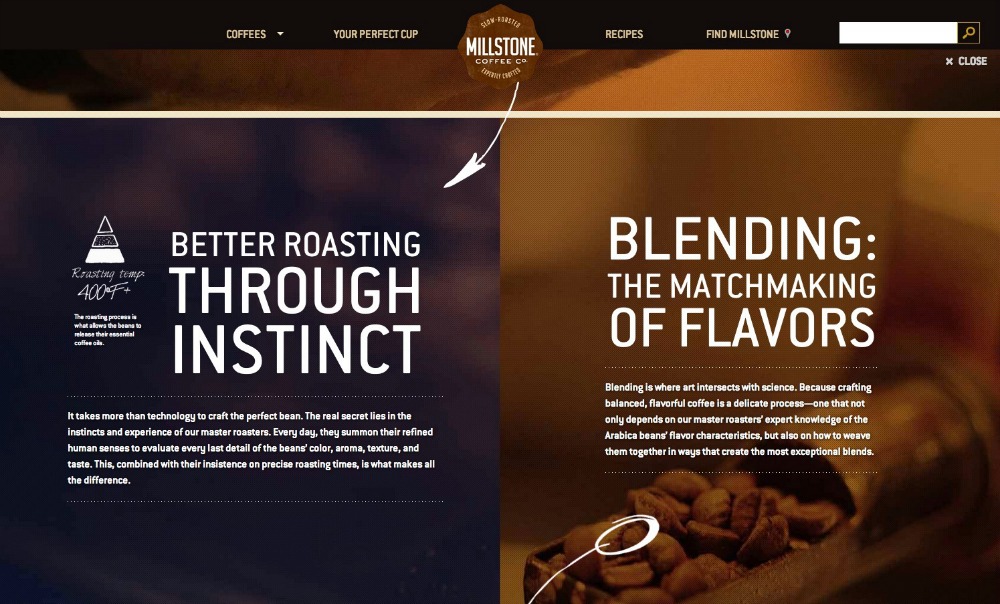 COFFEES
YOUR PERFECT CUP
SLOW-ROASTED
MILLSTONE
COFFEE CO.
EXPERTLY CRAFTED
RECIPES
FIND MILLSTONE
× CLOSE
Roasting temp:
400°F+
The roasting process is
what allows the beans to
release their essential
coffee oils.
BETTER ROASTING
THROUGH
INSTINCT
It takes more than technology to craft the perfect bean. The real secret lies in the
instincts and experience of our master roasters. Every day, they summon their refined
human senses to evaluate every last detail of the beans' color, aroma, texture, and
taste. This, combined with their insistence on precise roasting times, is what makes all
the difference.
BLENDING:
THE MATCHMAKING
OF FLAVORS
Blending is where art intersects with science. Because crafting
balanced, flavorful coffee is a delicate process—one that not
only depends on our master roasters' expert knowledge of the
Arabica beans' flavor characteristics, but also on how to weave
them together in ways that create the most exceptional blends.